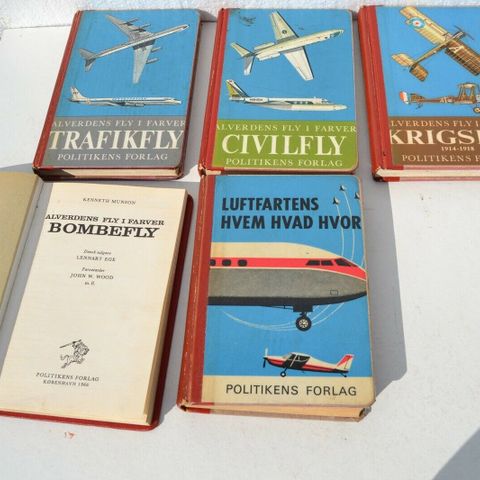 ALVERDENS FLY I FARVER
TRAFIKFLY
POLITIKENS FORLAG
ALVERDENS FLY I FARVER
CIVILFLY
POLITIKENS FORLAG
ALVERDENS FLY I
1914-1918
POLITIKENS
KENNETH MUNSON
ALVERDENS FLY I FARVER
BOMBEFLY
Dansk udgave
LENNART EGE
Farvetavler
JOHN W. WOOD
m. fl.
POLITIKENS FORLAG
KØBENHAVN 1966
LUFTFARTENS
HVEM HVAD HVOR
POLITIKENS FORLAG